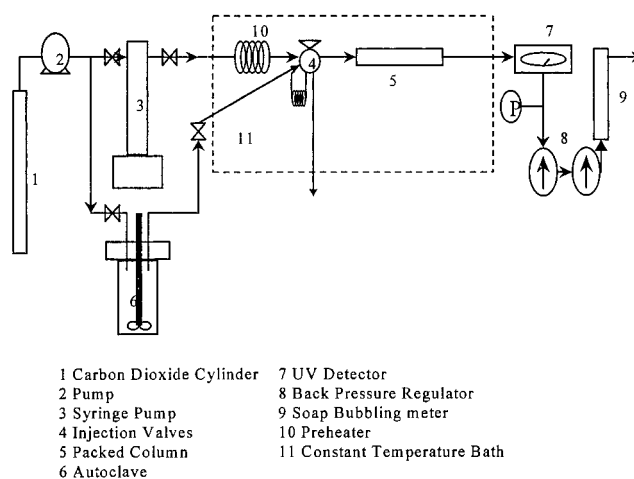 10
7
2
4
5
3
P
8
9
11
1
6
1 Carbon Dioxide Cylinder
2 Pump
3 Syringe Pump
4 Injection Valves
5 Packed Column
6 Autoclave
7 UV Detector
8 Back Pressure Regulator
9 Soap Bubbling meter
10 Preheater
11 Constant Temperature Bath